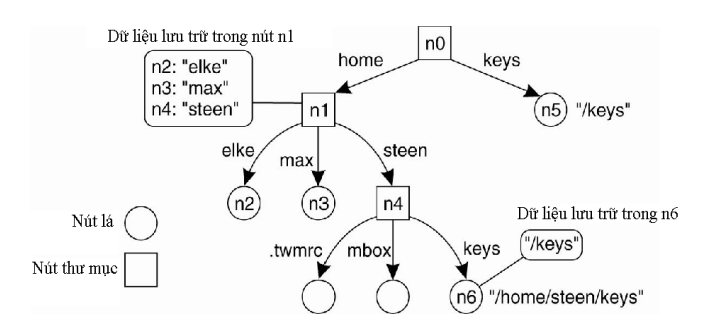 Dữ liệu lưu trữ trong nút n1
n0
home
keys
n2: "elke"
n3: "max"
n4: "steen"
n1
n5
"/keys"
elke
max
steen
n2
n3
n4
Dữ liệu lưu trữ trong n6
Nút lá
"/keys"
.twmrc
mbox
keys
Nút thư mục
n6
"/home/steen/keys"